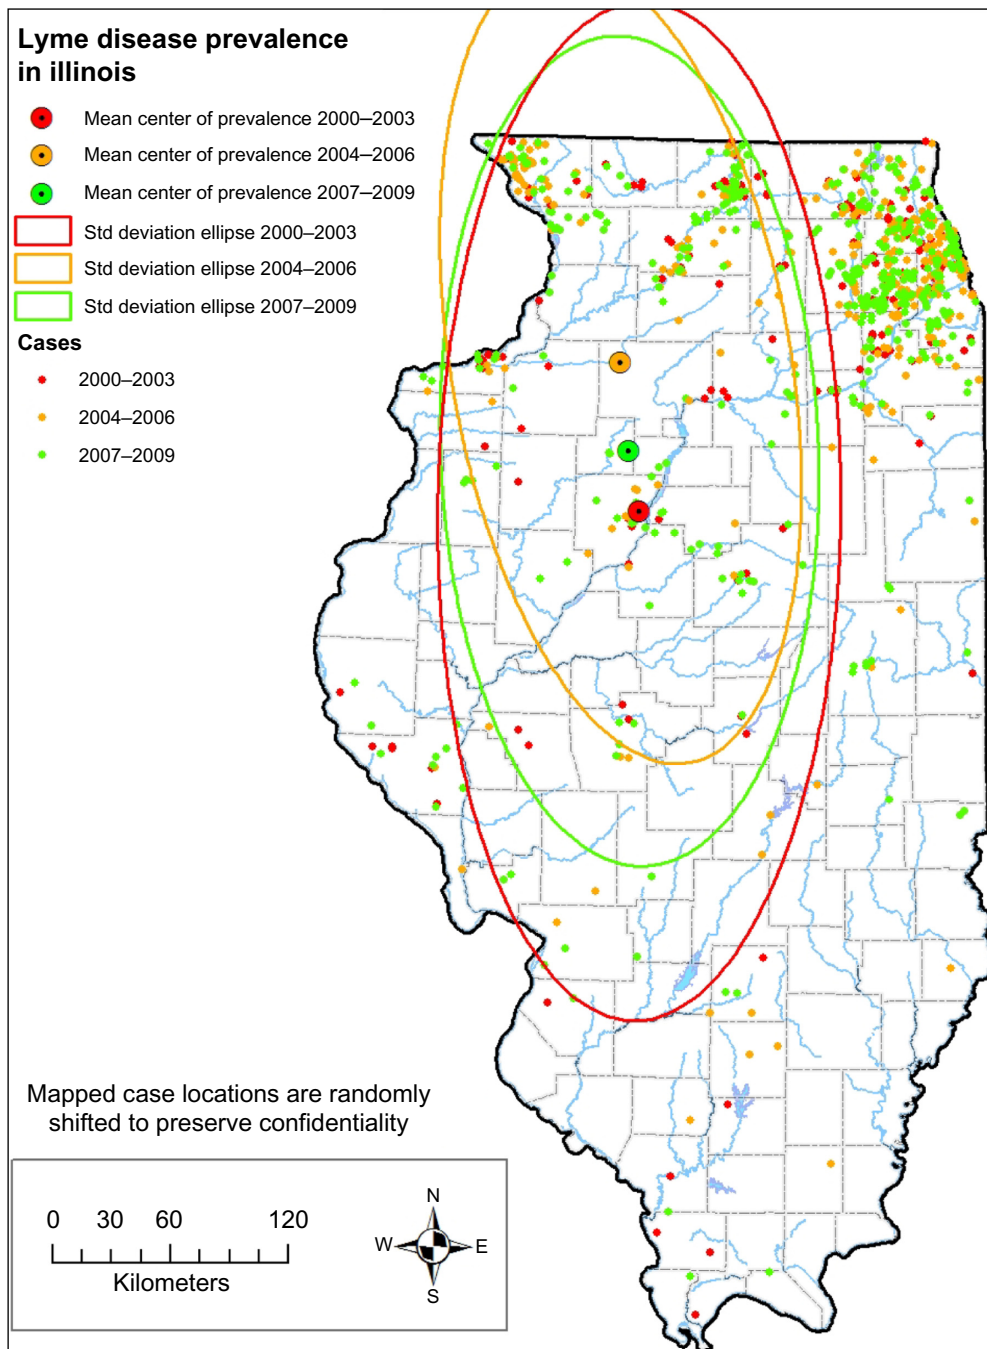 Lyme disease prevalence
in illinois
Mean center of prevalence 2000–2003
Mean center of prevalence 2004–2006
Mean center of prevalence 2007–2009
Std deviation ellipse 2000–2003
Std deviation ellipse 2004–2006
Std deviation ellipse 2007–2009
Cases
2000–2003
2004–2006
2007–2009
Mapped case locations are randomly
shifted to preserve confidentiality
0 30 60 120
Kilometers
N
W E
S